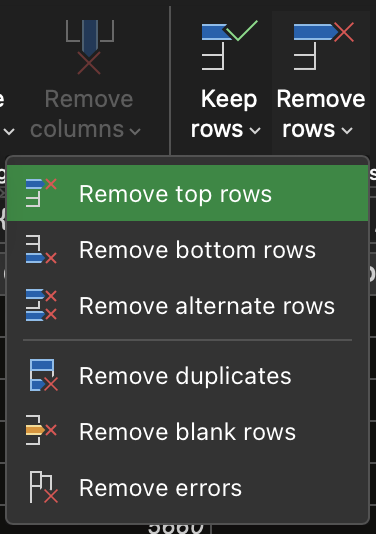 Remove
columns
Keep
rows
Remove
rows
Remove top rows
Remove bottom rows
Remove alternate rows
Remove duplicates
Remove blank rows
Remove errors
5660